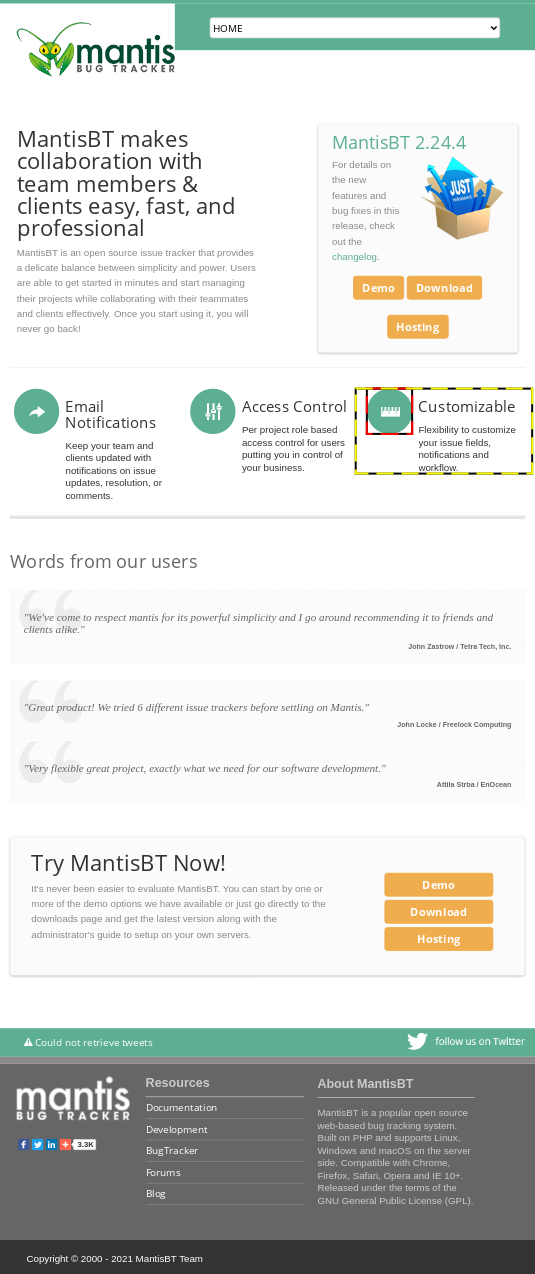 HOME
mantis
BUG TRACKER
MantisBT makes
collaboration with
team members &
clients easy, fast, and
professional
MantisBT is an open source issue tracker that provides
a delicate balance between simplicity and power. Users
are able to get started in minutes and start managing
their projects while collaborating with their teammates
and clients effectively. Once you start using it, you will
never go back!
MantisBT 2.24.4
For details on
the new
features and
bug fixes in this
release, check
out the
changelog.
JUST
released
Demo
Download
Hosting
Email
Notifications
Keep your team and
clients updated with
notifications on issue
updates, resolution, or
comments.
Access Control
Per project role based
access control for users
putting you in control of
your business.
Customizable
Flexibility to customize
your issue fields,
notifications and
workflow.
Words from our users
"We've come to respect mantis for its powerful simplicity and I go around recommending it to friends and
clients alike."
John Zastrow / Tetra Tech, Inc.
"Great product! We tried 6 different issue trackers before settling on Mantis."
John Locke / Freelock Computing
"Very flexible great project, exactly what we need for our software development."
Attila Strba / EnOcean
Try MantisBT Now!
It's never been easier to evaluate MantisBT. You can start by one or
more of the demo options we have available or just go directly to the
downloads page and get the latest version along with the
administrator's guide to setup on your own servers.
Demo
Download
Hosting
Could not retrieve tweets
follow us on Twitter
mantis
BUG TRACKER
3.3K
Resources
Documentation
Development
BugTracker
Forums
Blog
About MantisBT
MantisBT is a popular open source
web-based bug tracking system.
Built on PHP and supports Linux,
Windows and macOS on the server
side. Compatible with Chrome,
Firefox, Safari, Opera and IE 10+.
Released under the terms of the
GNU General Public License (GPL).
Copyright © 2000 - 2021 MantisBT Team